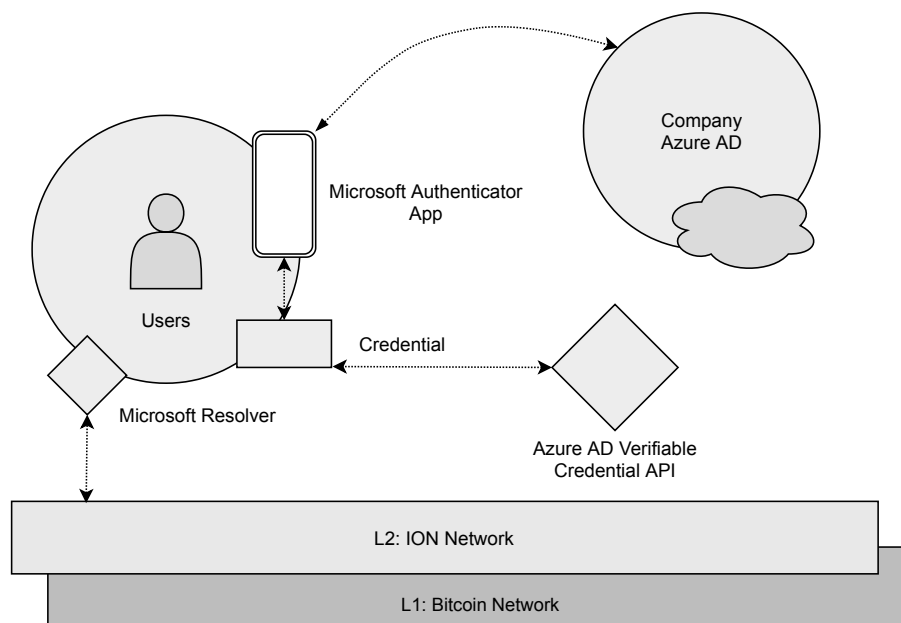 Company
Azure AD
Microsoft Authenticator
App
Users
Credential
Microsoft Resolver
Azure AD Verifiable
Credential API
L2: ION Network
L1: Bitcoin Network